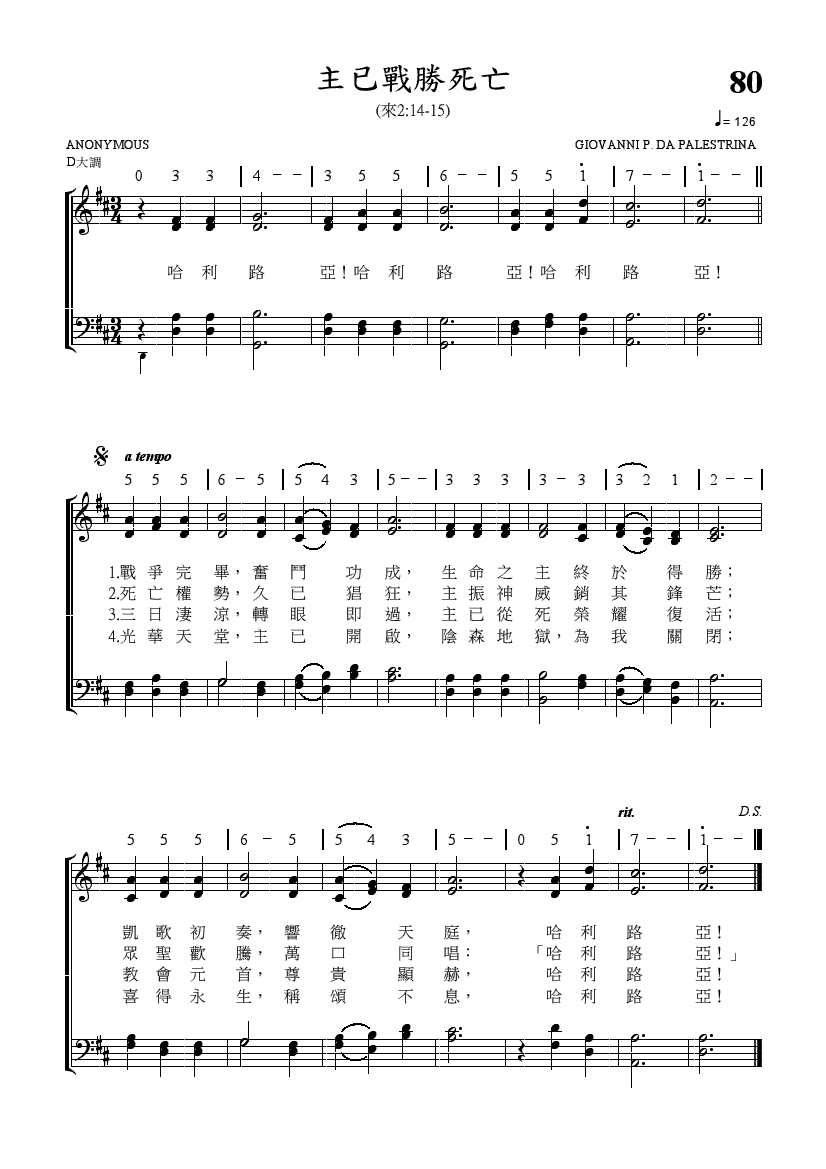 主已戰勝死亡
80
(來2:14-15)
♩= 126
ANONYMOUS
GIOVANNI P. DA PALESTRINA
D大調
0 3 3 | 4 – – | 3 5 5 | 6 – – | 5 5 1̇ | 7 – – | 1̇ – – ‖
哈 利 路 亞！哈 利 路 亞！哈 利 路 亞！
a tempo
5 5 5 | 6 – 5 | 5 4 3 | 5 – – | 3 3 3 | 3 – 3 | 3 2 1 | 2 – – |
1.戰 爭 完 畢，奮 鬥 功 成，生 命 之 主 終 於 得 勝；
2.死 亡 權 勢，久 已 猖 狂，主 振 神 威 銷 其 鋒 芒；
3.三 日 淒 涼，轉 眼 即 過，主 已 從 死 榮 耀 復 活；
4.光 華 天 堂，主 已 開 啟，陰 森 地 獄，為 我 關 閉；
rit.
D.S.
5 5 5 | 6 – 5 | 5 4 3 | 5 – – | 0 5 1̇ | 7 – – | 1̇ – – ‖
凱 歌 初 奏，響 徹 天 庭，哈 利 路 亞！
眾 聖 歡 騰，萬 口 同 唱：「哈 利 路 亞！」
教 會 元 首，尊 貴 顯 赫，哈 利 路 亞！
喜 得 永 生，稱 頌 不 息，哈 利 路 亞！